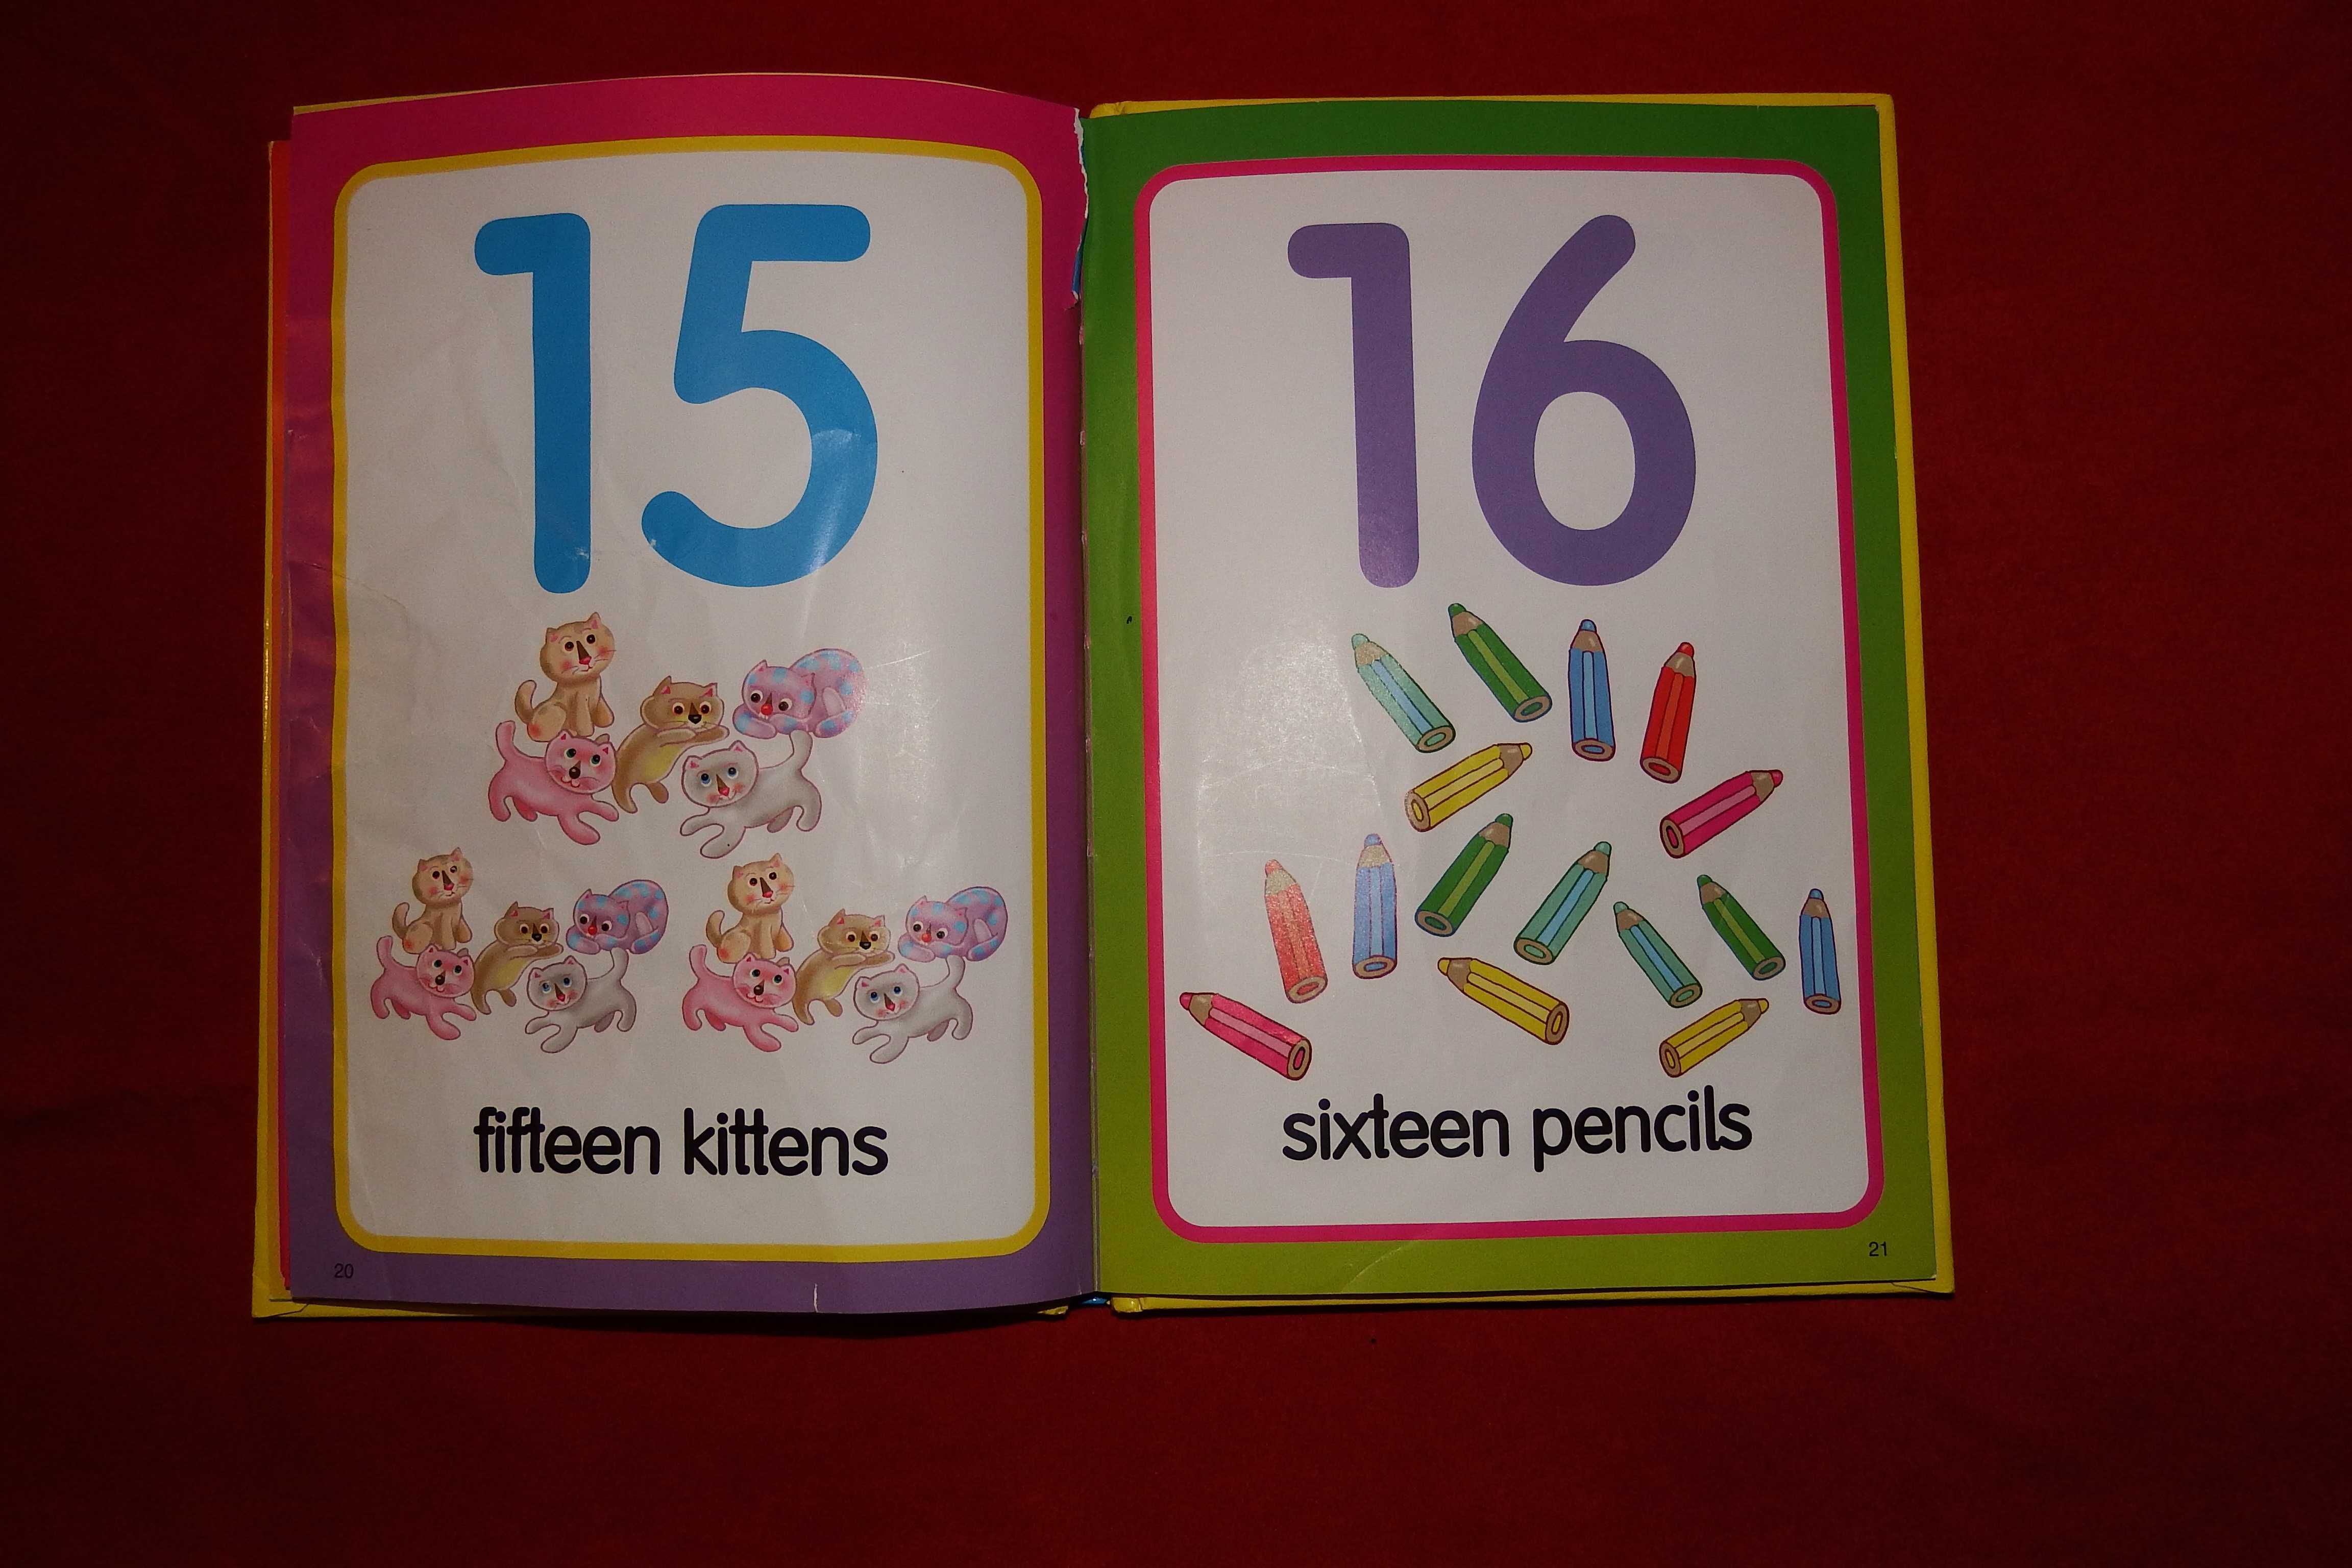 15
fifteen kittens
20
16
sixteen pencils
21